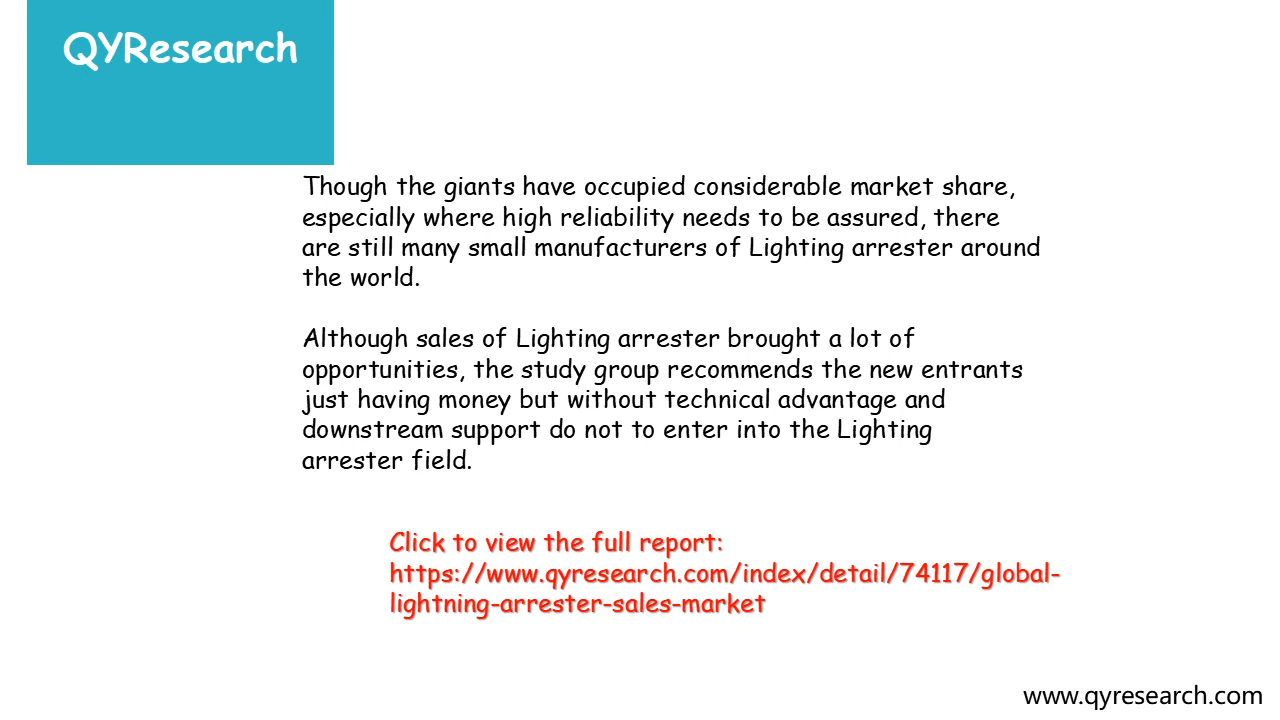 QYResearch
Though the giants have occupied considerable market share,
especially where high reliability needs to be assured, there
are still many small manufacturers of Lighting arrester around
the world.
Although sales of Lighting arrester brought a lot of
opportunities, the study group recommends the new entrants
just having money but without technical advantage and
downstream support do not to enter into the Lighting
arrester field.
Click to view the full report:
https://www.qyresearch.com/index/detail/74117/global-
lightning-arrester-sales-market
www.qyresearch.com